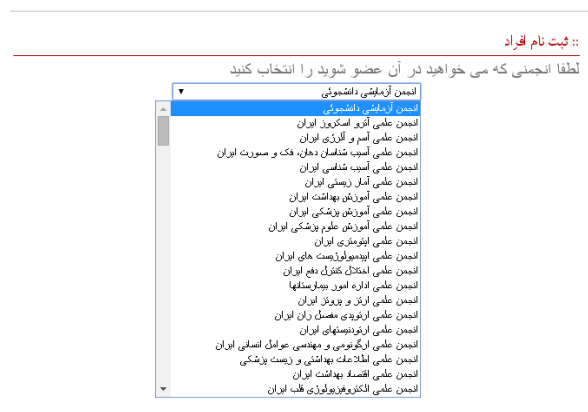 :: ثبت نام افراد
لطفا انجمنی که می خواهید در آن عضو شوید را انتخاب کنید
انجمن آزمایشی دانشجوئی
انجمن آزمایشی دانشجوئی
انجمن علمی آترو اسکلروز ایران
انجمن علمی آسم و آلرژی ایران
انجمن علمی آسیب شناسان دهان، فک و صورت ایران
انجمن علمی آسیب شناسی ایران
انجمن علمی آمار زیستی ایران
انجمن علمی آموزش بهداشت ایران
انجمن علمی آموزش پزشکی ایران
انجمن علمی آموزش علوم پزشکی ایران
انجمن علمی اپتومتری ایران
انجمن علمی اپیدمیولوژیست های ایران
انجمن علمی اختلال کنترل دفع ایران
انجمن علمی اداره امور بیمارستانها
انجمن علمی ارتز و پروتز ایران
انجمن علمی ارتوپدی مفصل ران ایران
انجمن علمی ارتودنیستهای ایران
انجمن علمی ارگونومی و مهندسی عوامل انسانی ایران
انجمن علمی اطلاعات بهداشتی و زیست پزشکی
انجمن علمی اقتصاد بهداشت ایران
انجمن علمی الکتروفیزیولوژی قلب ایران